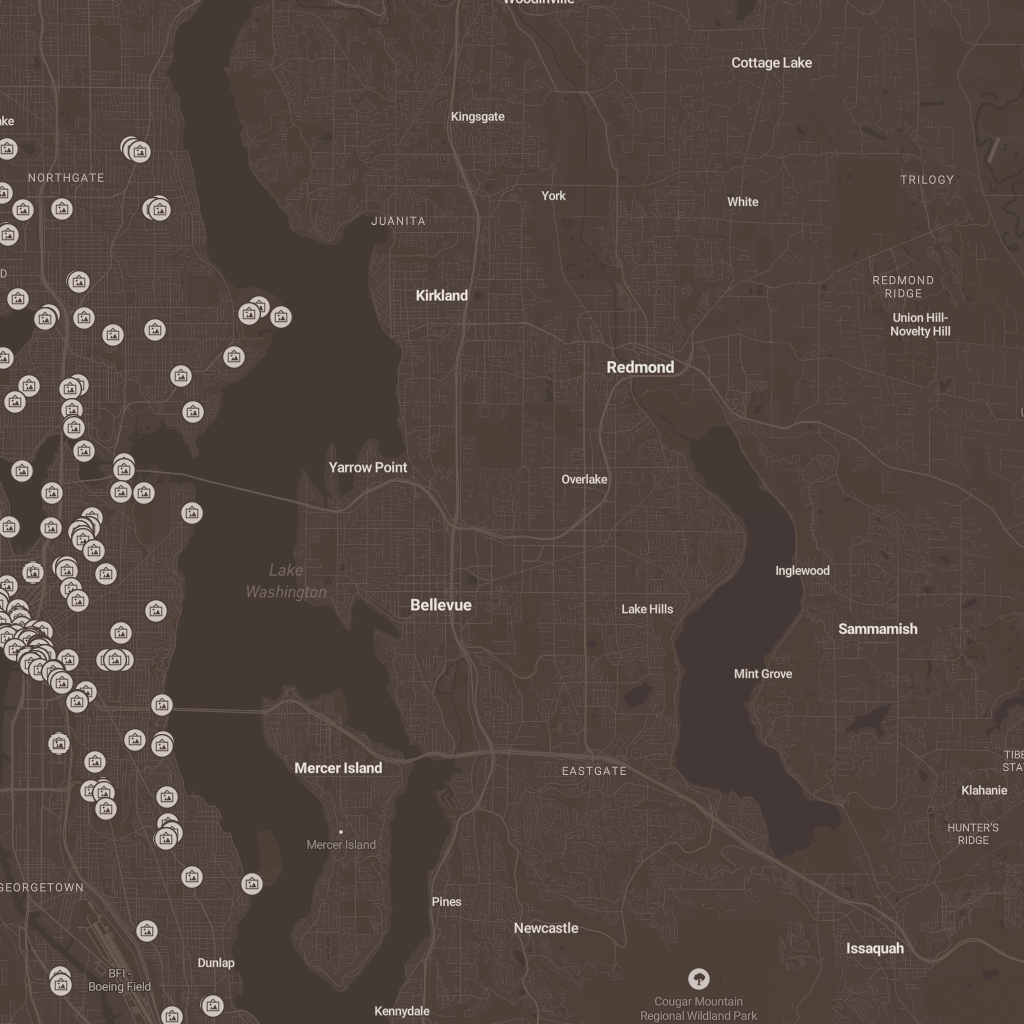 Cottage Lake
Kingsgate
NORTHGATE
TRILOGY
York
White
JUANITA
REDMOND
RIDGE
Kirkland
Union Hill-
Novelty Hill
Redmond
Yarrow Point
Overlake
Lake
Washington
Inglewood
Bellevue
Lake Hills
Sammamish
Mint Grove
Mercer Island
EASTGATE
Klahanie
HUNTER'S
RIDGE
Mercer Island
GEORGETOWN
Pines
Newcastle
Issaquah
Dunlap
BFI -
Boeing Field
Cougar Mountain
Regional Wildland Park
Kennydale